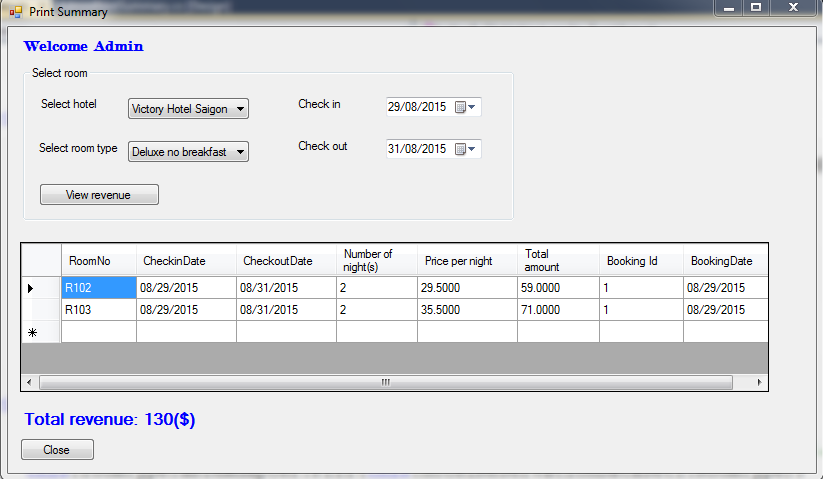 Print Summary
Welcome Admin
Select room
Select hotel Victory Hotel Saigon Check in 29/08/2015
Select room type Deluxe no breakfast Check out 31/08/2015
View revenue
RoomNo CheckinDate CheckoutDate Number of night(s) Price per night Total amount Booking Id BookingDate
R102 08/29/2015 08/31/2015 2 29.5000 59.0000 1 08/29/2015
R103 08/29/2015 08/31/2015 2 35.5000 71.0000 1 08/29/2015
Total revenue: 130($)
Close